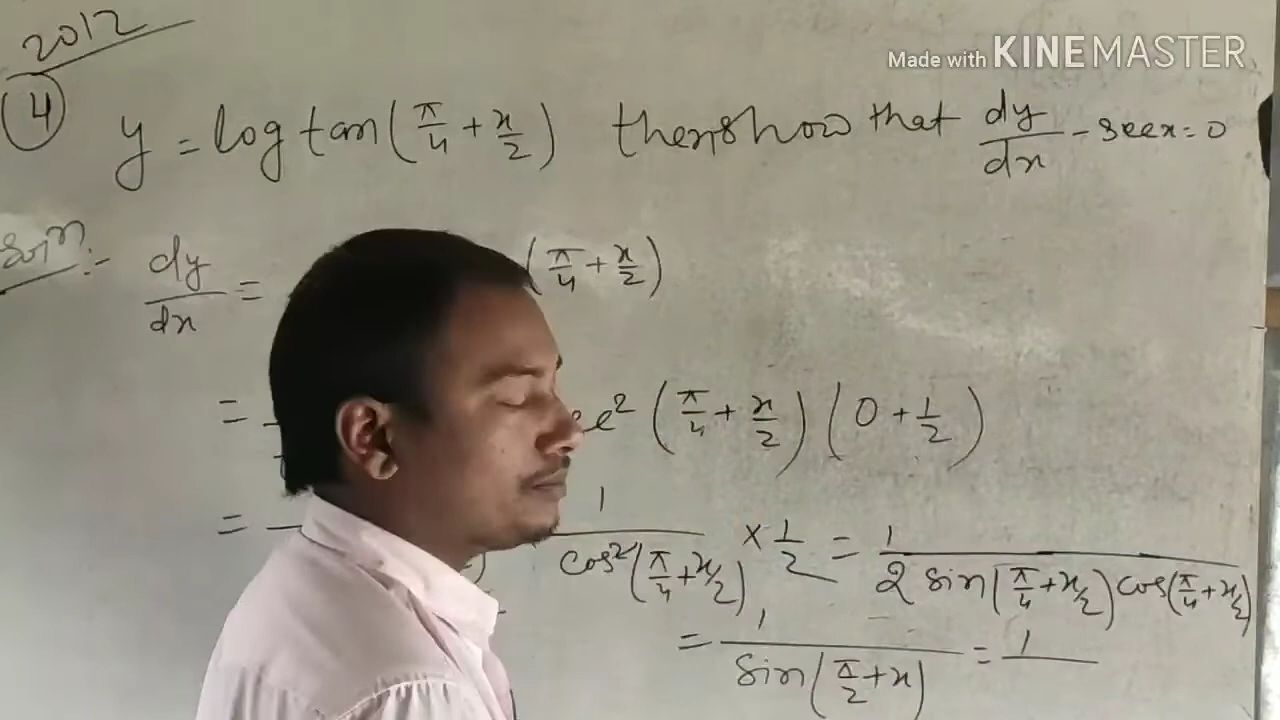 2012
Made with KINEMASTER
4 y = log tan(π/4 + x/2) then show that dy/dx - secx = 0
Soln:- dy/dx = (π/4 + x/2)
= sec² (π/4 + x/2) (0 + 1/2)
= 1/cos²(π/4 + x/2) × 1/2 = 1/2 sin(π/4 + x/2) cos(π/4 + x/2)
= 1/sin(π/2 + x) = 1/